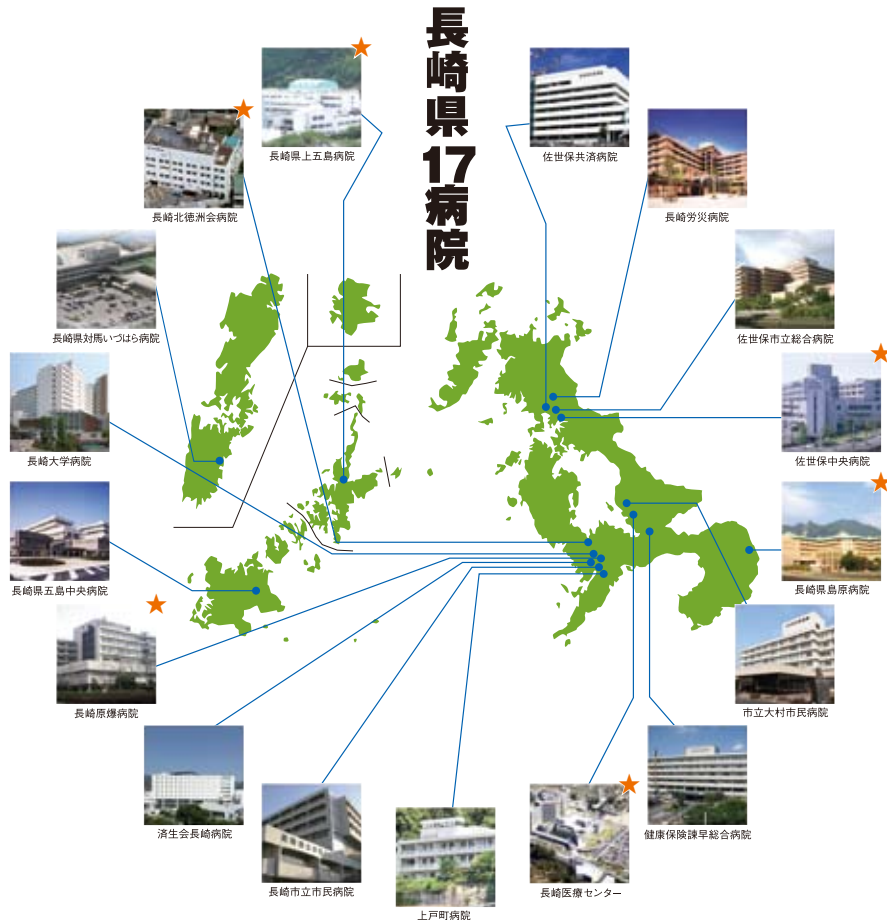 長崎県17病院
長崎県上五島病院
佐世保共済病院
長崎北徳洲会病院
長崎労災病院
長崎県対馬いづはら病院
佐世保市立総合病院
長崎大学病院
佐世保中央病院
長崎県五島中央病院
長崎県島原病院
長崎原爆病院
市立大村市民病院
済生会長崎病院
健康保険諫早総合病院
長崎市立市民病院
長崎医療センター
上戸町病院